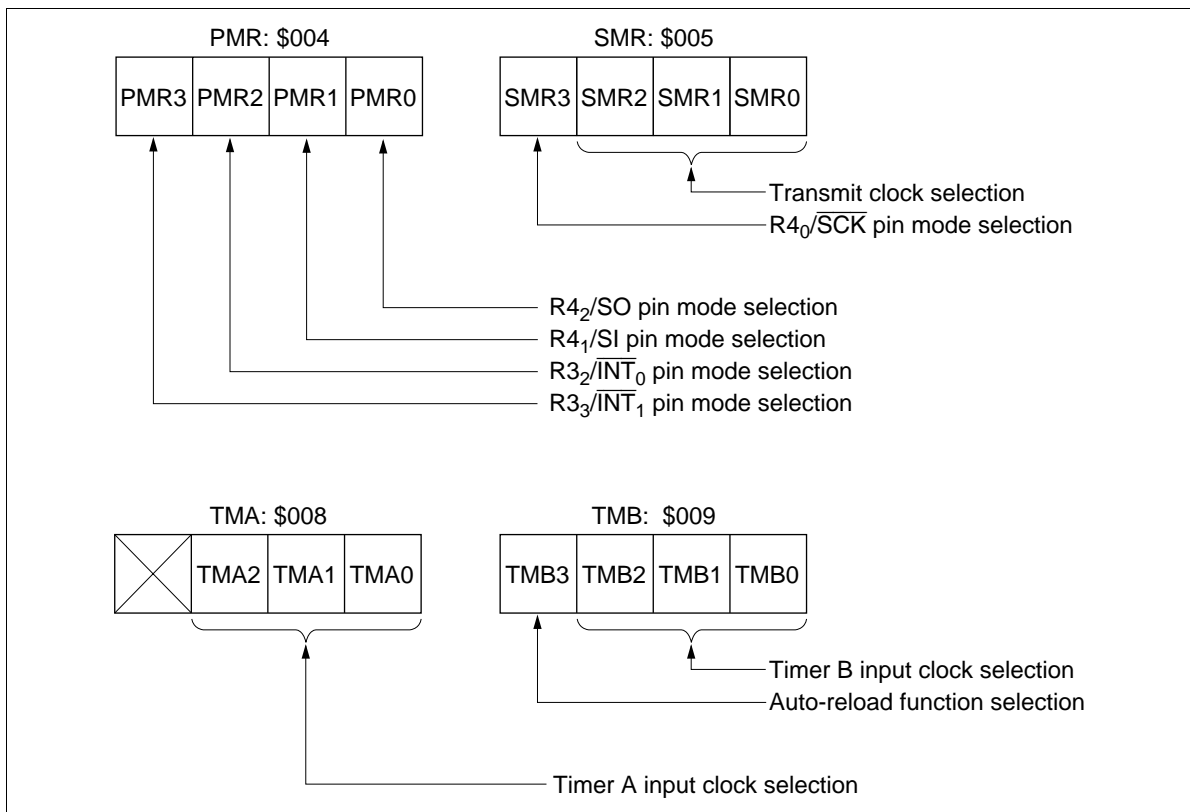 PMR: $004
PMR3 PMR2 PMR1 PMR0
SMR: $005
SMR3 SMR2 SMR1 SMR0
Transmit clock selection
R4₀/S̅C̅K̅ pin mode selection
R4₂/SO pin mode selection
R4₁/SI pin mode selection
R3₂/I̅N̅T̅₀ pin mode selection
R3₃/I̅N̅T̅₁ pin mode selection
TMA: $008
TMA2 TMA1 TMA0
TMB: $009
TMB3 TMB2 TMB1 TMB0
Timer B input clock selection
Auto-reload function selection
Timer A input clock selection